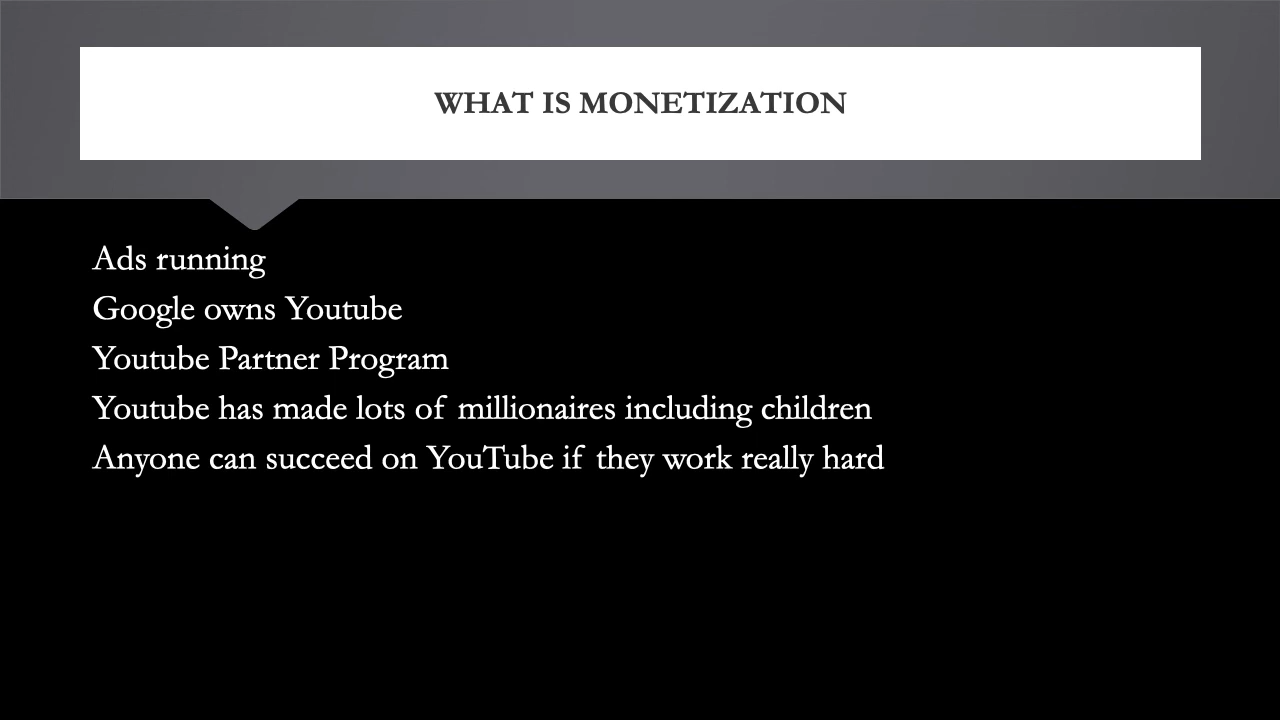 WHAT IS MONETIZATION
Ads running
Google owns Youtube
Youtube Partner Program
Youtube has made lots of millionaires including children
Anyone can succeed on YouTube if they work really hard